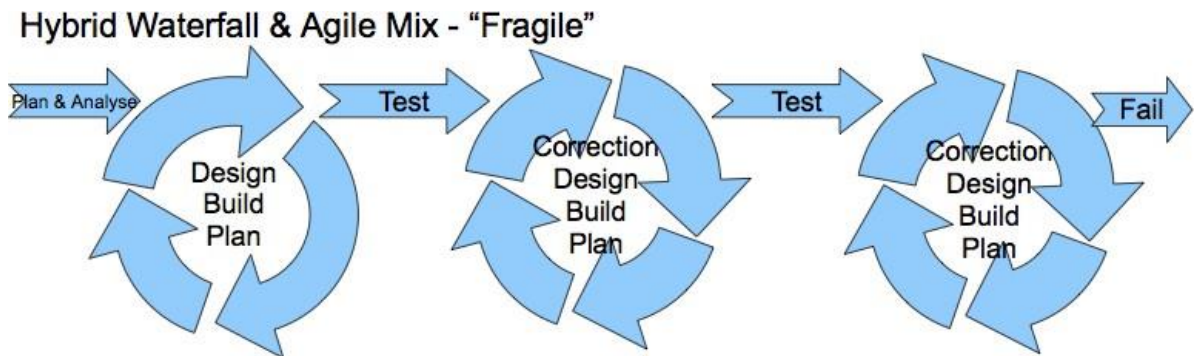 Hybrid Waterfall & Agile Mix - “Fragile”
Plan & Analyse
Design
Build
Plan
Test
Correction
Design
Build
Plan
Test
Correction
Design
Build
Plan
Fail